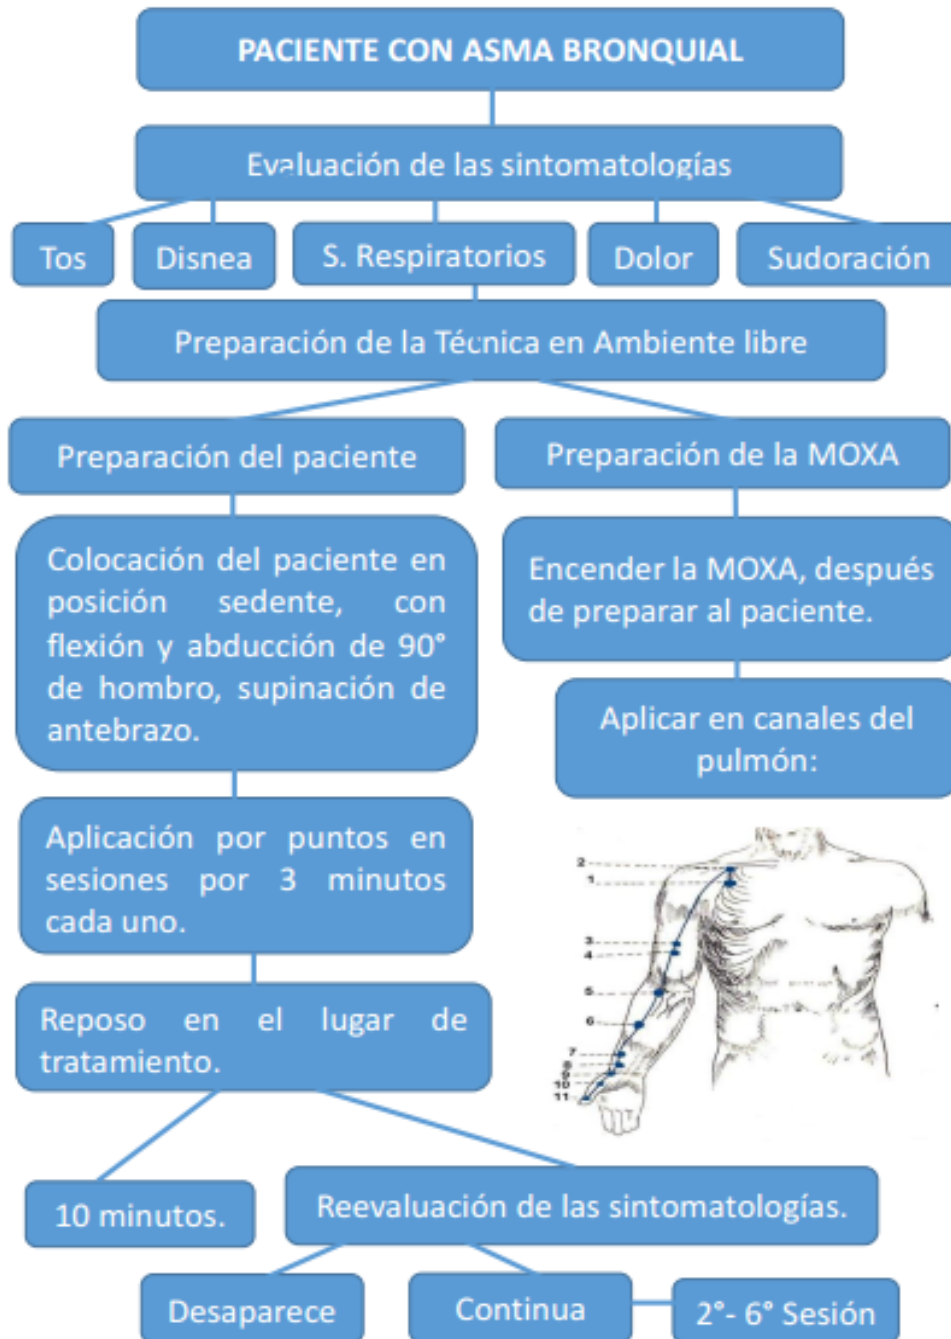 PACIENTE CON ASMA BRONQUIAL
Evaluación de las sintomatologías
Tos
Disnea
S. Respiratorios
Dolor
Sudoración
Preparación de la Técnica en Ambiente libre
Preparación del paciente
Preparación de la MOXA
Colocación del paciente en
posición sedente, con
flexión y abducción de 90°
de hombro, supinación de
antebrazo.
Encender la MOXA, después
de preparar al paciente.
Aplicar en canales del
pulmón:
Aplicación por puntos en
sesiones por 3 minutos
cada uno.
2
1
3
4
5
6
7
8
9
10
11
Reposo en el lugar de
tratamiento.
10 minutos.
Reevaluación de las sintomatologías.
Desaparece
Continua
2°- 6° Sesión